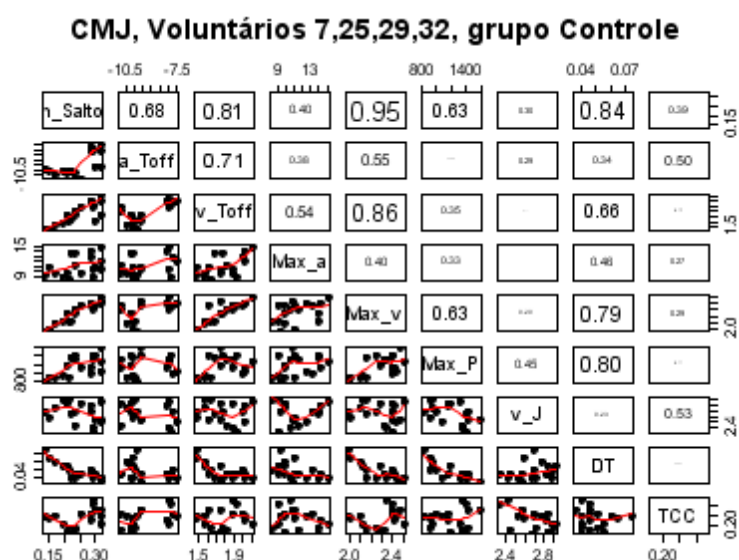 CMJ, Voluntários 7,25,29,32, grupo Controle
-10.5 -7.5 9 13 800 1400 0.04 0.07
h_Salto 0.68 0.81 0.40 0.95 0.63 0.84 0.39 0.15
-10.5 a_Toff 0.71 0.38 0.55 0.29 0.34 0.50
v_Toff 0.54 0.86 0.35 0.66 1.5
9 15 Max_a 0.40 0.33 0.46 0.27
Max_v 0.63 0.79 0.29 2.0
800 Max_P 0.45 0.80
v_J 0.53 2.4
0.04 DT
TCC 0.20
0.15 0.30 1.5 1.9 2.0 2.4 2.4 2.8 0.20